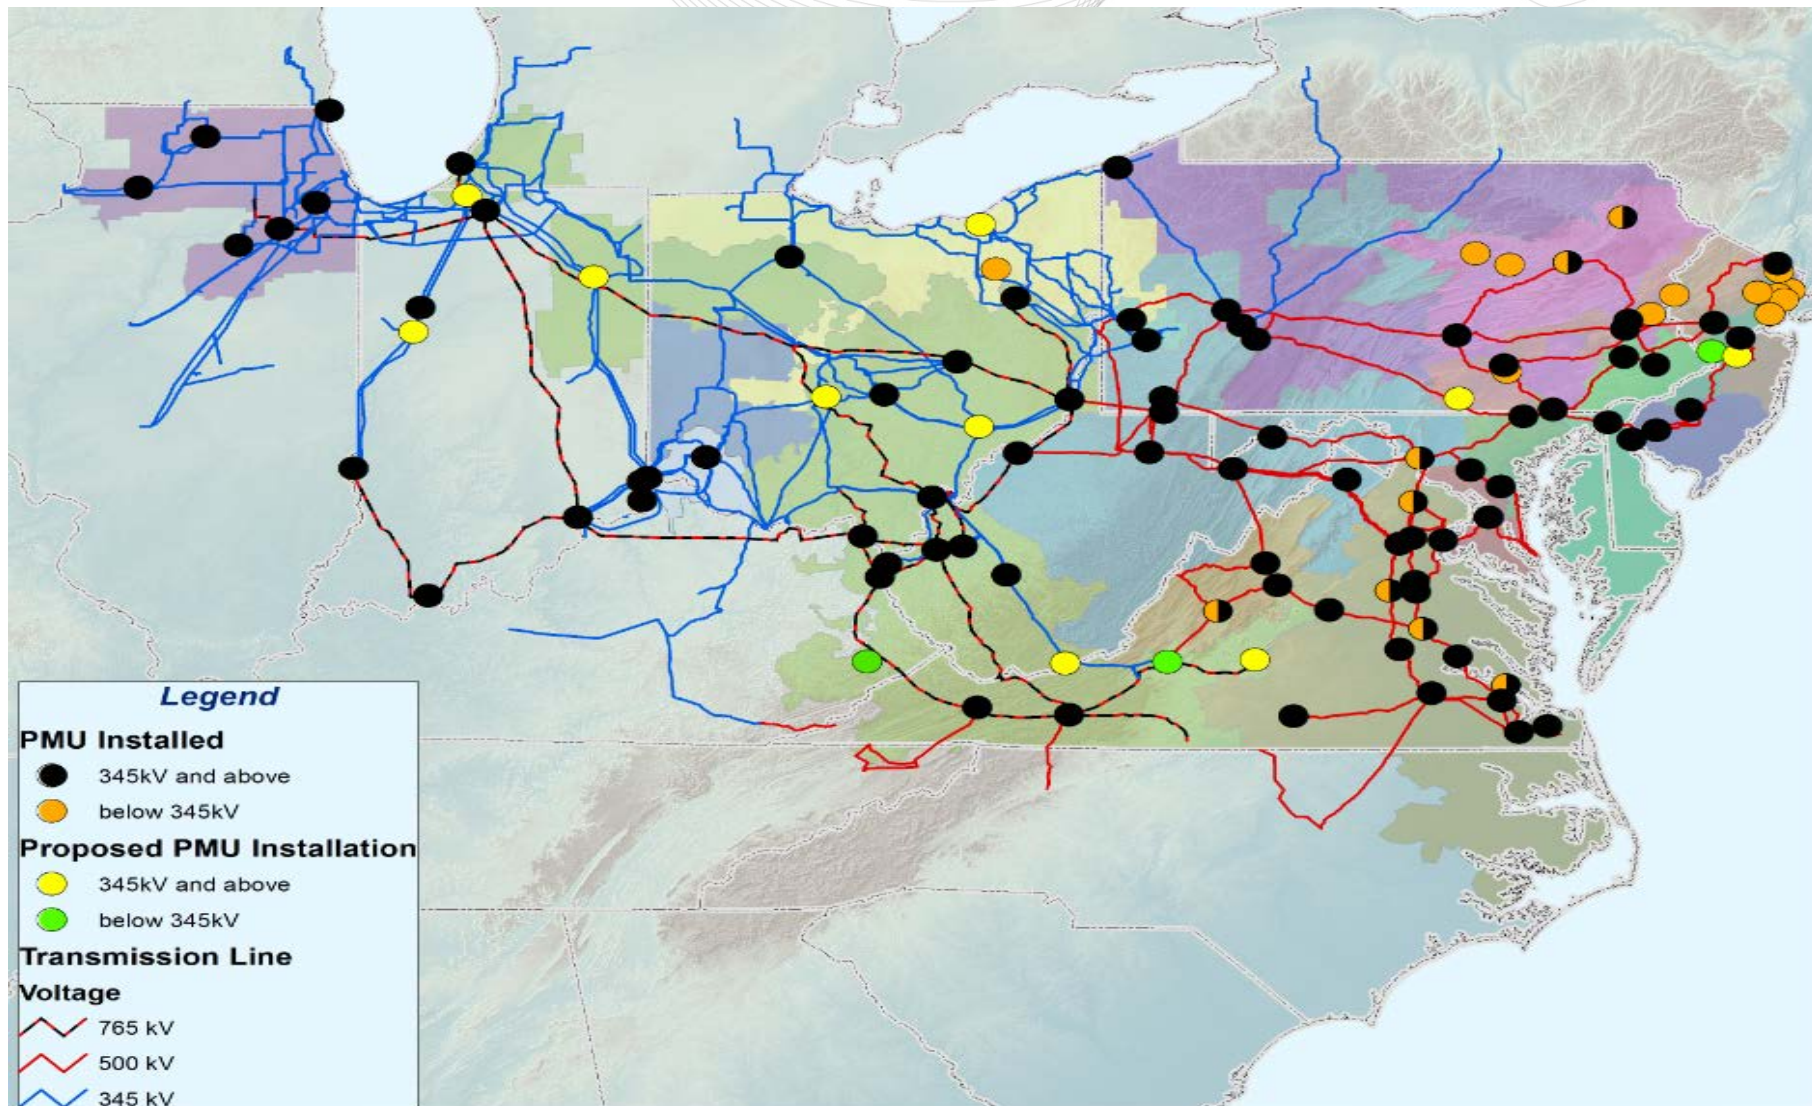 Legend
PMU Installed
345kV and above
below 345kV
Proposed PMU Installation
345kV and above
below 345kV
Transmission Line
Voltage
765 kV
500 kV
345 kV